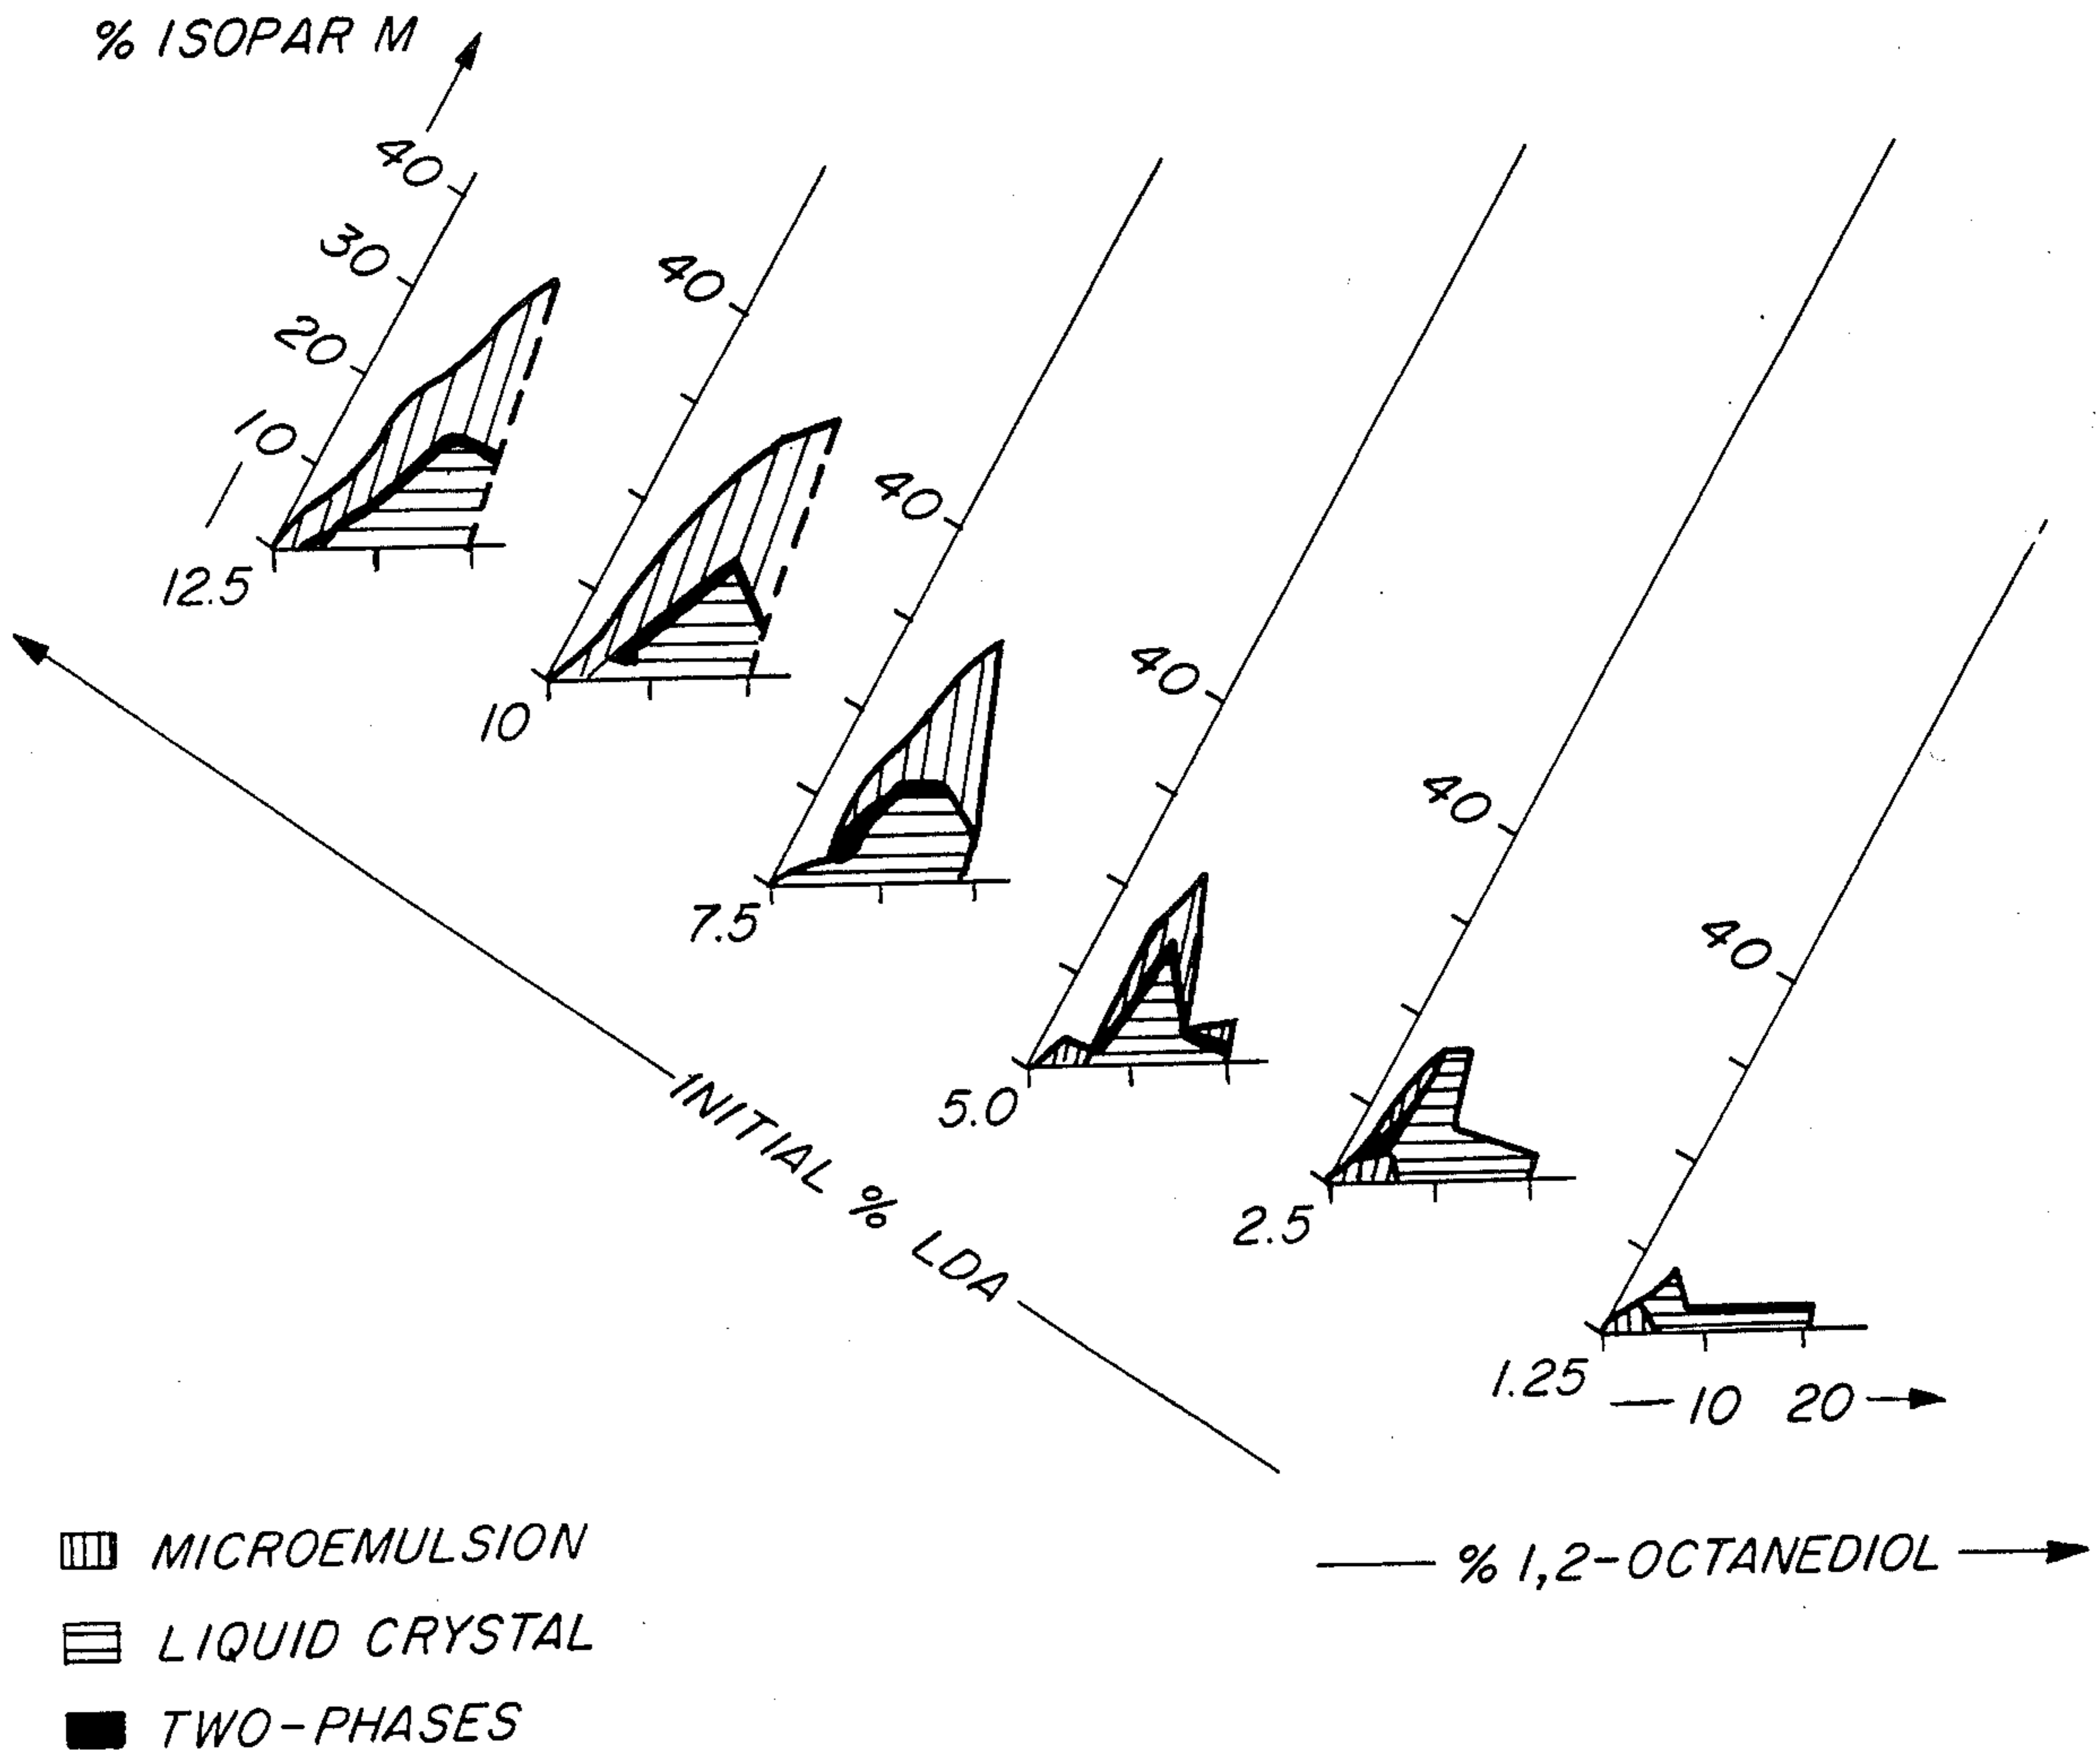 % ISOPAR M
40
30
20
10
12.5
40
10
40
7.5
40
5.0
40
2.5
40
1.25
10 20
INITIAL % LDA
% 1,2-OCTANEDIOL
MICROEMULSION
LIQUID CRYSTAL
TWO-PHASES